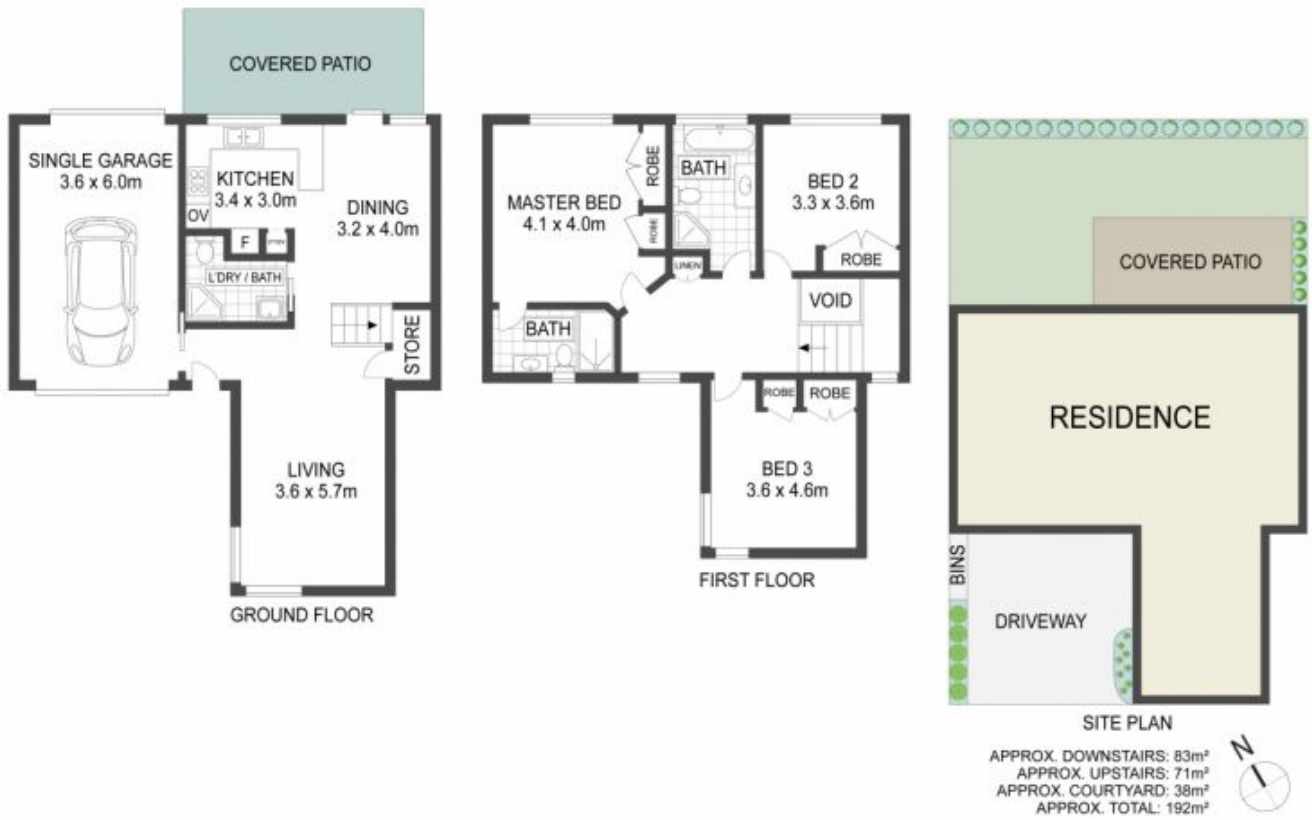 COVERED PATIO
SINGLE GARAGE
3.6 x 6.0m
KITCHEN
3.4 x 3.0m
OV
F
DINING
3.2 x 4.0m
L'DRY / BATH
STORE
LIVING
3.6 x 5.7m
GROUND FLOOR
MASTER BED
4.1 x 4.0m
ROBE
ROBE
BATH
LINEN
BED 2
3.3 x 3.6m
ROBE
VOID
BATH
ROBE
ROBE
BED 3
3.6 x 4.6m
FIRST FLOOR
COVERED PATIO
RESIDENCE
BINS
DRIVEWAY
SITE PLAN
APPROX. DOWNSTAIRS: 83m²
APPROX. UPSTAIRS: 71m²
APPROX. COURTYARD: 38m²
APPROX. TOTAL: 192m²
N